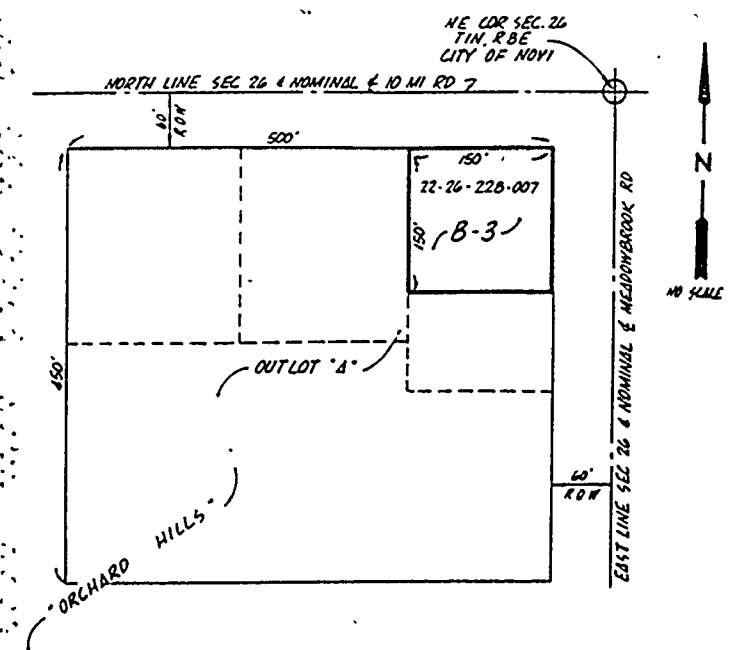 NE COR SEC. 26
T1N, R8E
CITY OF NOVI
NORTH LINE SEC 26 & NOMINAL ℄ 10 MI RD
60'
ROW
500'
150'
22-26-228-007
150'
B-3
N
NO SCALE
OUTLOT "A"
450'
60'
ROW
EAST LINE SEC 26 & NOMINAL ℄ MEADOWBROOK RD
"ORCHARD HILLS"